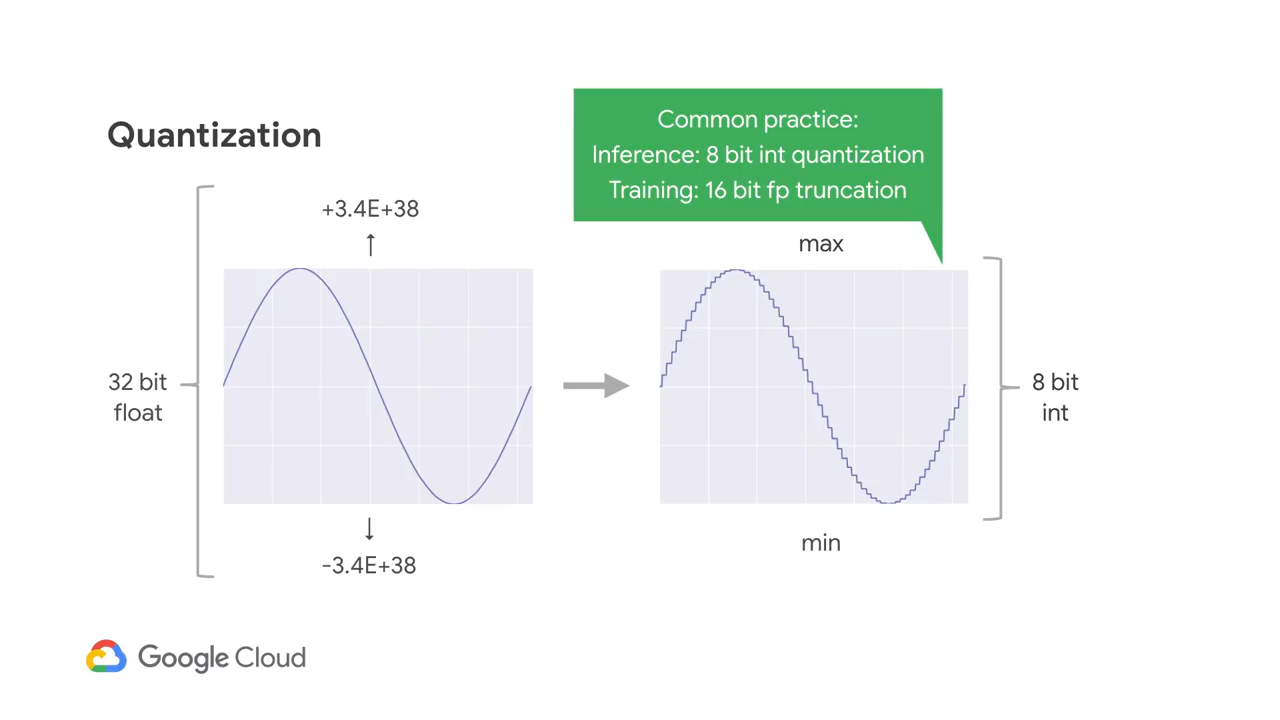 Quantization
Common practice:
Inference: 8 bit int quantization
Training: 16 bit fp truncation
+3.4E+38
↑
max
32 bit
float
8 bit
int
↓
-3.4E+38
min
Google Cloud